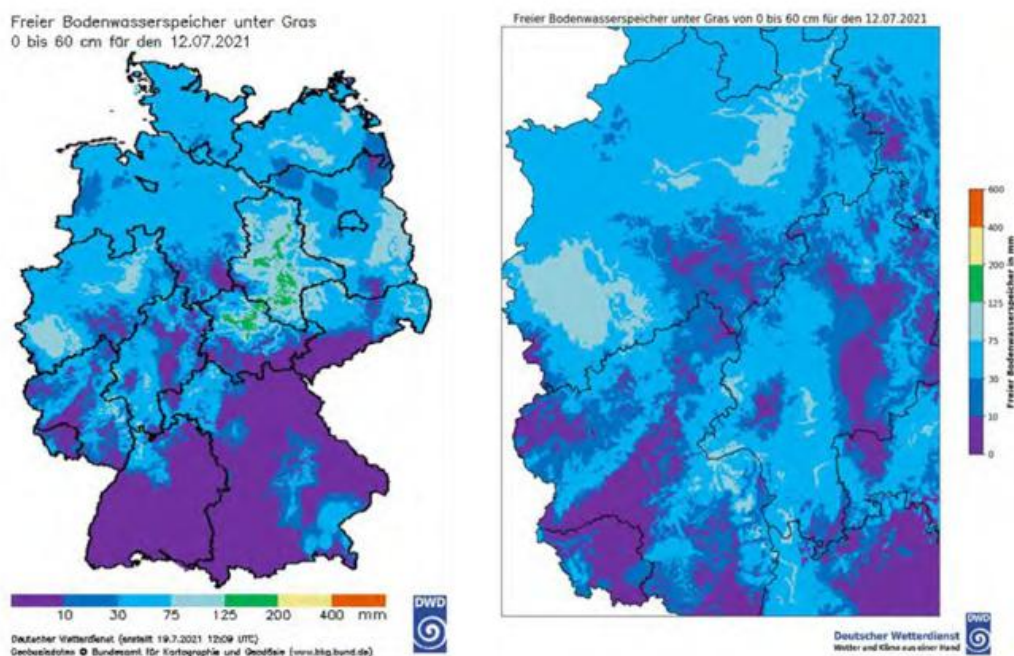 Freier Bodenwasserspeicher unter Gras
0 bis 60 cm für den 12.07.2021
10 30 75 125 200 400 mm
DWD
Deutscher Wetterdienst (erstellt 19.7.2021 12:09 UTC)
Geobasisdaten © Bundesamt für Kartographie und Geodäsie (www.bkg.bund.de)
Freier Bodenwasserspeicher unter Gras von 0 bis 60 cm für den 12.07.2021
600
400
200
125
75
30
10
0
Freier Bodenwasserspeicher in mm
Deutscher Wetterdienst
Wetter und Klima aus einer Hand
DWD